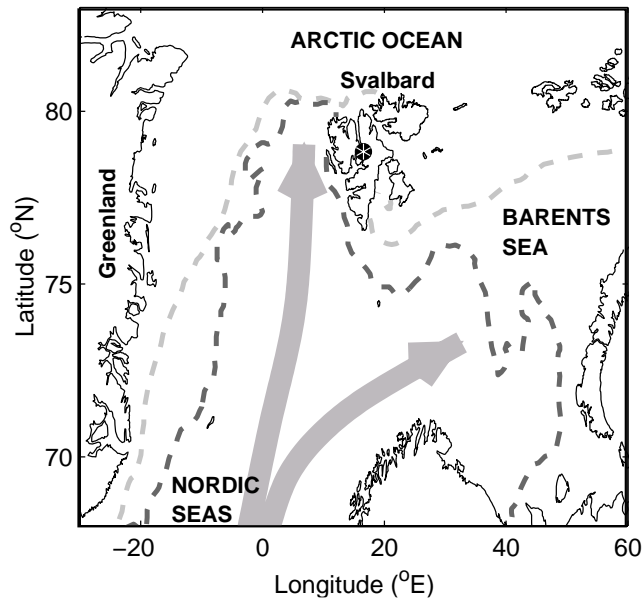 ARCTIC OCEAN
Svalbard
80
Greenland
BARENTS
SEA
75
Latitude (°N)
70
NORDIC
SEAS
−20
0
20
40
60
Longitude (°E)